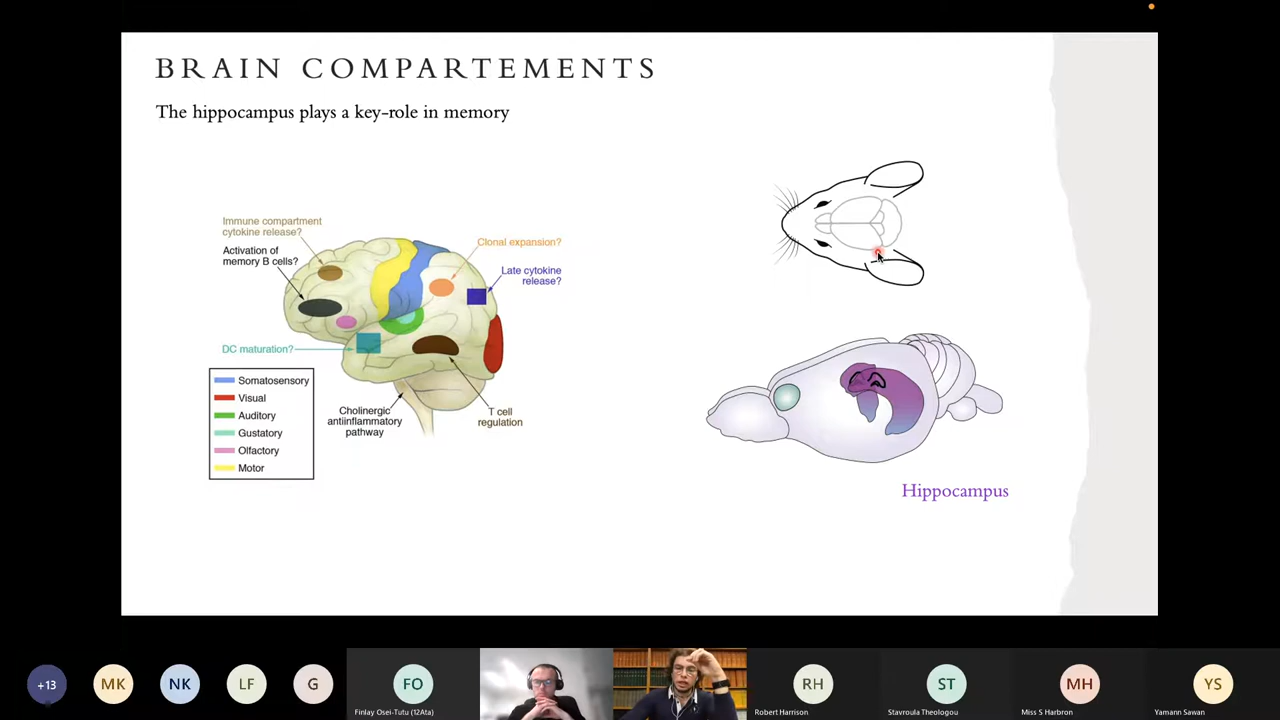 BRAIN COMPARTEMENTS
The hippocampus plays a key-role in memory
Immune compartment
cytokine release?
Activation of
memory B cells?
Clonal expansion?
Late cytokine
release?
DC maturation?
Somatosensory
Visual
Auditory
Gustatory
Olfactory
Motor
Cholinergic
antiinflammatory
pathway
T cell
regulation
Hippocampus
+13
MK
NK
LF
G
FO
RH
ST
MH
YS
Finlay Osei-Tutu (12Ata)
Robert Harrison
Stavroula Theologou
Miss S Harbron
Yamann Sawan